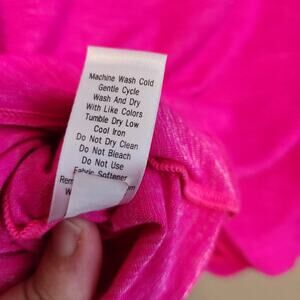 Machine Wash Cold
Gentle Cycle
Wash And Dry
With Like Colors
Tumble Dry Low
Cool Iron
Do Not Dry Clean
Do Not Bleach
Do Not Use
Fabric Softener